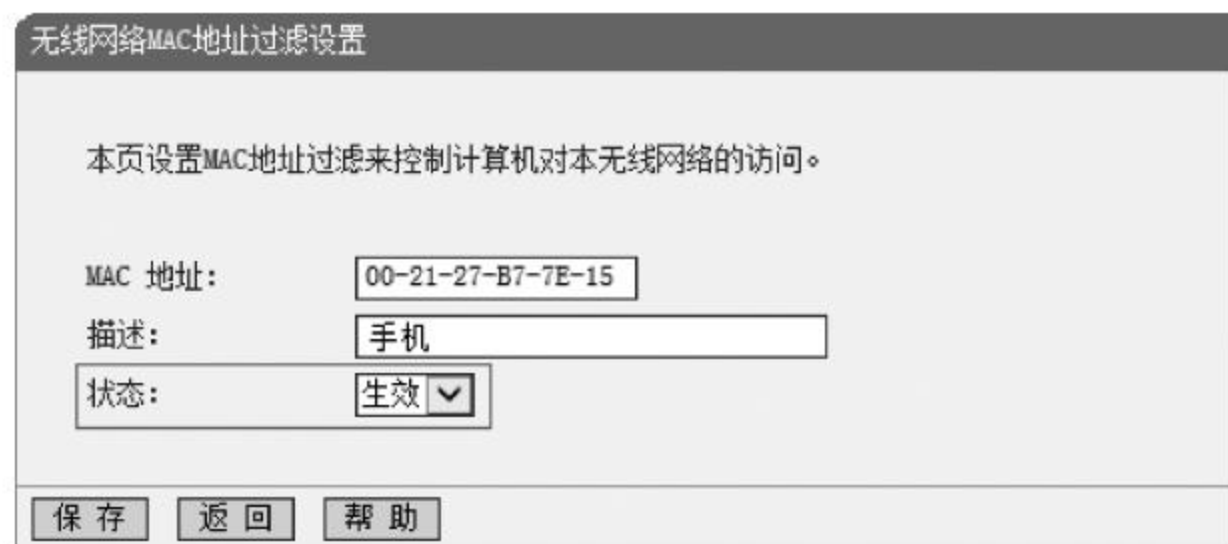 无线网络MAC地址过滤设置
本页设置MAC地址过滤来控制计算机对本无线网络的访问。
MAC 地址: 00-21-27-B7-7E-15
描述: 手机
状态: 生效
保 存 返 回 帮 助